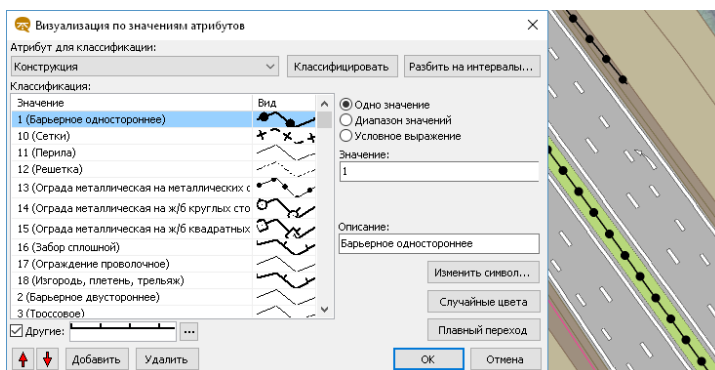 Визуализация по значениям атрибутов
Атрибут для классификации:
Конструкция
Классифицировать
Разбить на интервалы...
Классификация:
Значение Вид
1 (Барьерное одностороннее)
10 (Сетки)
11 (Перила)
12 (Решетка)
13 (Ограда металлическая на металлических с
14 (Ограда металлическая на ж/б круглых сто
15 (Ограда металлическая на ж/б квадратных
16 (Забор сплошной)
17 (Ограждение проволочное)
18 (Изгородь, плетень, трельяж)
2 (Барьерное двустороннее)
3 (Троссовое)
Одно значение
Диапазон значений
Условное выражение
Значение:
1
Описание:
Барьерное одностороннее
Изменить символ...
Случайные цвета
Плавный переход
Другие:
...
Добавить
Удалить
ОК
Отмена